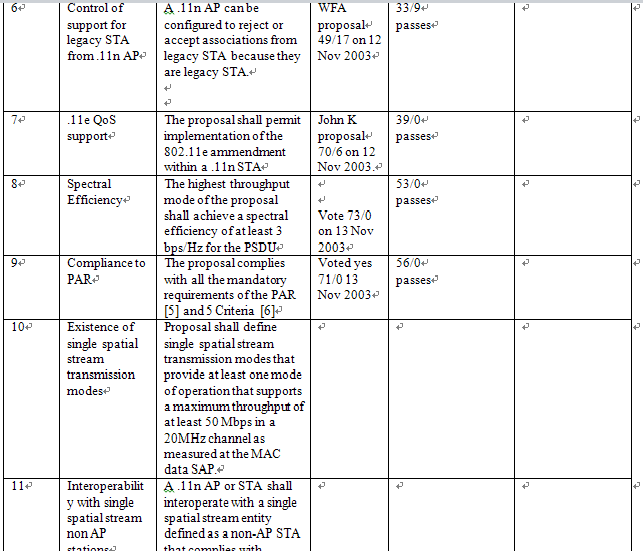 6
Control of
support for
legacy STA
from .11n AP
A .11n AP can be
configured to reject or
accept associations from
legacy STA because they
are legacy STA.
WFA
proposal
49/17 on 12
Nov 2003
33/9
passes
7
.11e QoS
support
The proposal shall permit
implementation of the
802.11e ammendment
within a .11n STA
John K
proposal
70/6 on 12
Nov 2003.
39/0
passes
8
Spectral
Efficiency
The highest throughput
mode of the proposal
shall achieve a spectral
efficiency of at least 3
bps/Hz for the PSDU
Vote 73/0
on 13 Nov
2003
53/0
passes
9
Compliance to
PAR
The proposal complies
with all the mandatory
requirements of the PAR
[5] and 5 Criteria [6]
Voted yes
71/0 13
Nov 2003
56/0
passes
10
Existence of
single spatial
stream
transmission
modes
Proposal shall define
single spatial stream
transmission modes that
provide at least one mode
of operation that supports
a maximum throughput of
at least 50 Mbps in a
20MHz channel as
measured at the MAC
data SAP.
11
Interoperabilit
y with single
spatial stream
non AP
stations
A .11n AP or STA shall
interoperate with a single
spatial stream entity
defined as a non-AP STA
that complies with